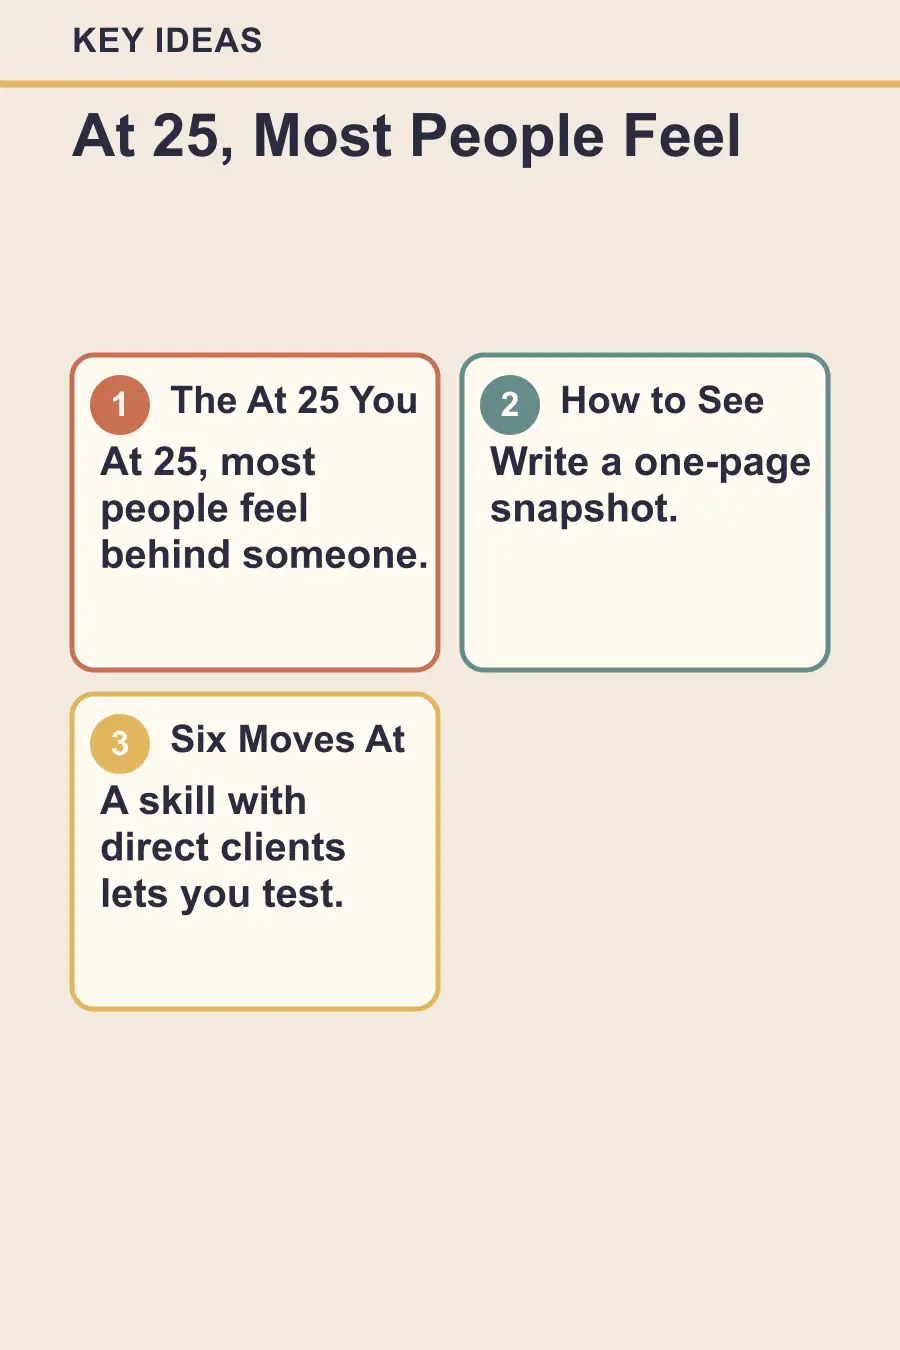 KEY IDEAS
At 25, Most People Feel
1
The At 25 You
At 25, most
people feel
behind someone.
2
How to See
Write a one-page
snapshot.
3
Six Moves At
A skill with
direct clients
lets you test.